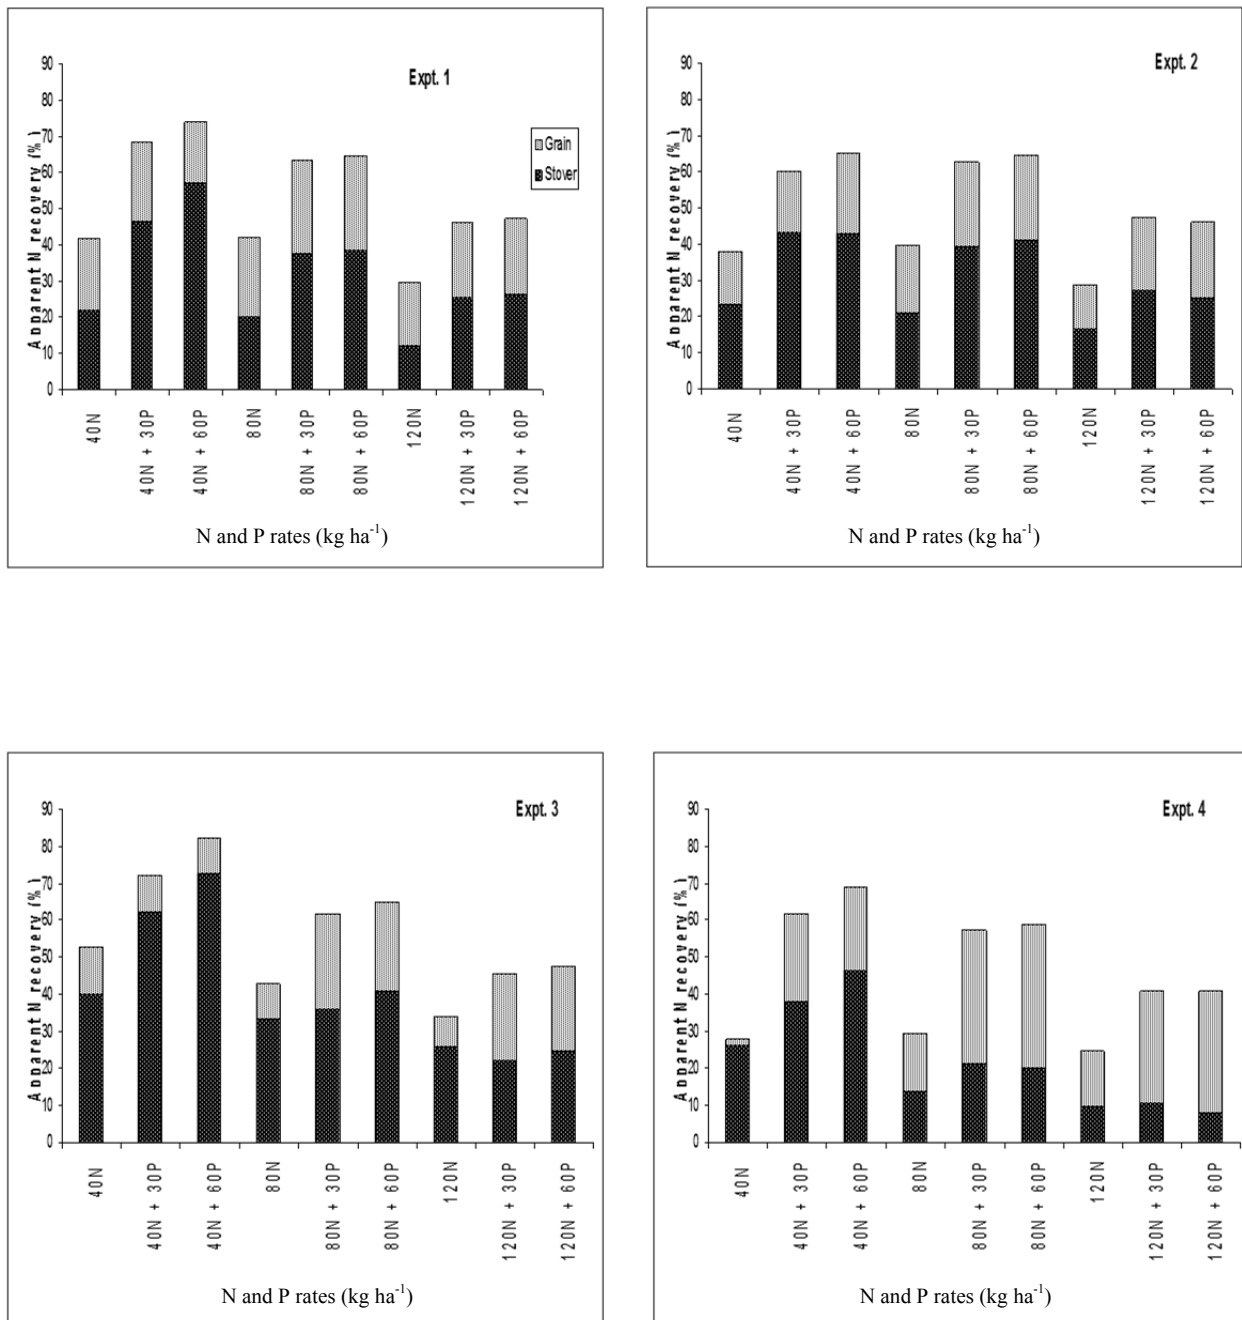 Expt. 1
Apparent N recovery (%)
90
80
70
60
50
40
30
20
10
0
Grain
Stover
40N
40N + 30P
40N + 60P
80N
80N + 30P
80N + 60P
120N
120N + 30P
120N + 60P
N and P rates (kg ha⁻¹)
Expt. 2
Apparent N recovery (%)
90
80
70
60
50
40
30
20
10
0
40N
40N + 30P
40N + 60P
80N
80N + 30P
80N + 60P
120N
120N + 30P
120N + 60P
N and P rates (kg ha⁻¹)
Expt. 3
Apparent N recovery (%)
90
80
70
60
50
40
30
20
10
0
40N
40N + 30P
40N + 60P
80N
80N + 30P
80N + 60P
120N
120N + 30P
120N + 60P
N and P rates (kg ha⁻¹)
Expt. 4
Apparent N recovery (%)
90
80
70
60
50
40
30
20
10
0
40N
40N + 30P
40N + 60P
80N
80N + 30P
80N + 60P
120N
120N + 30P
120N + 60P
N and P rates (kg ha⁻¹)